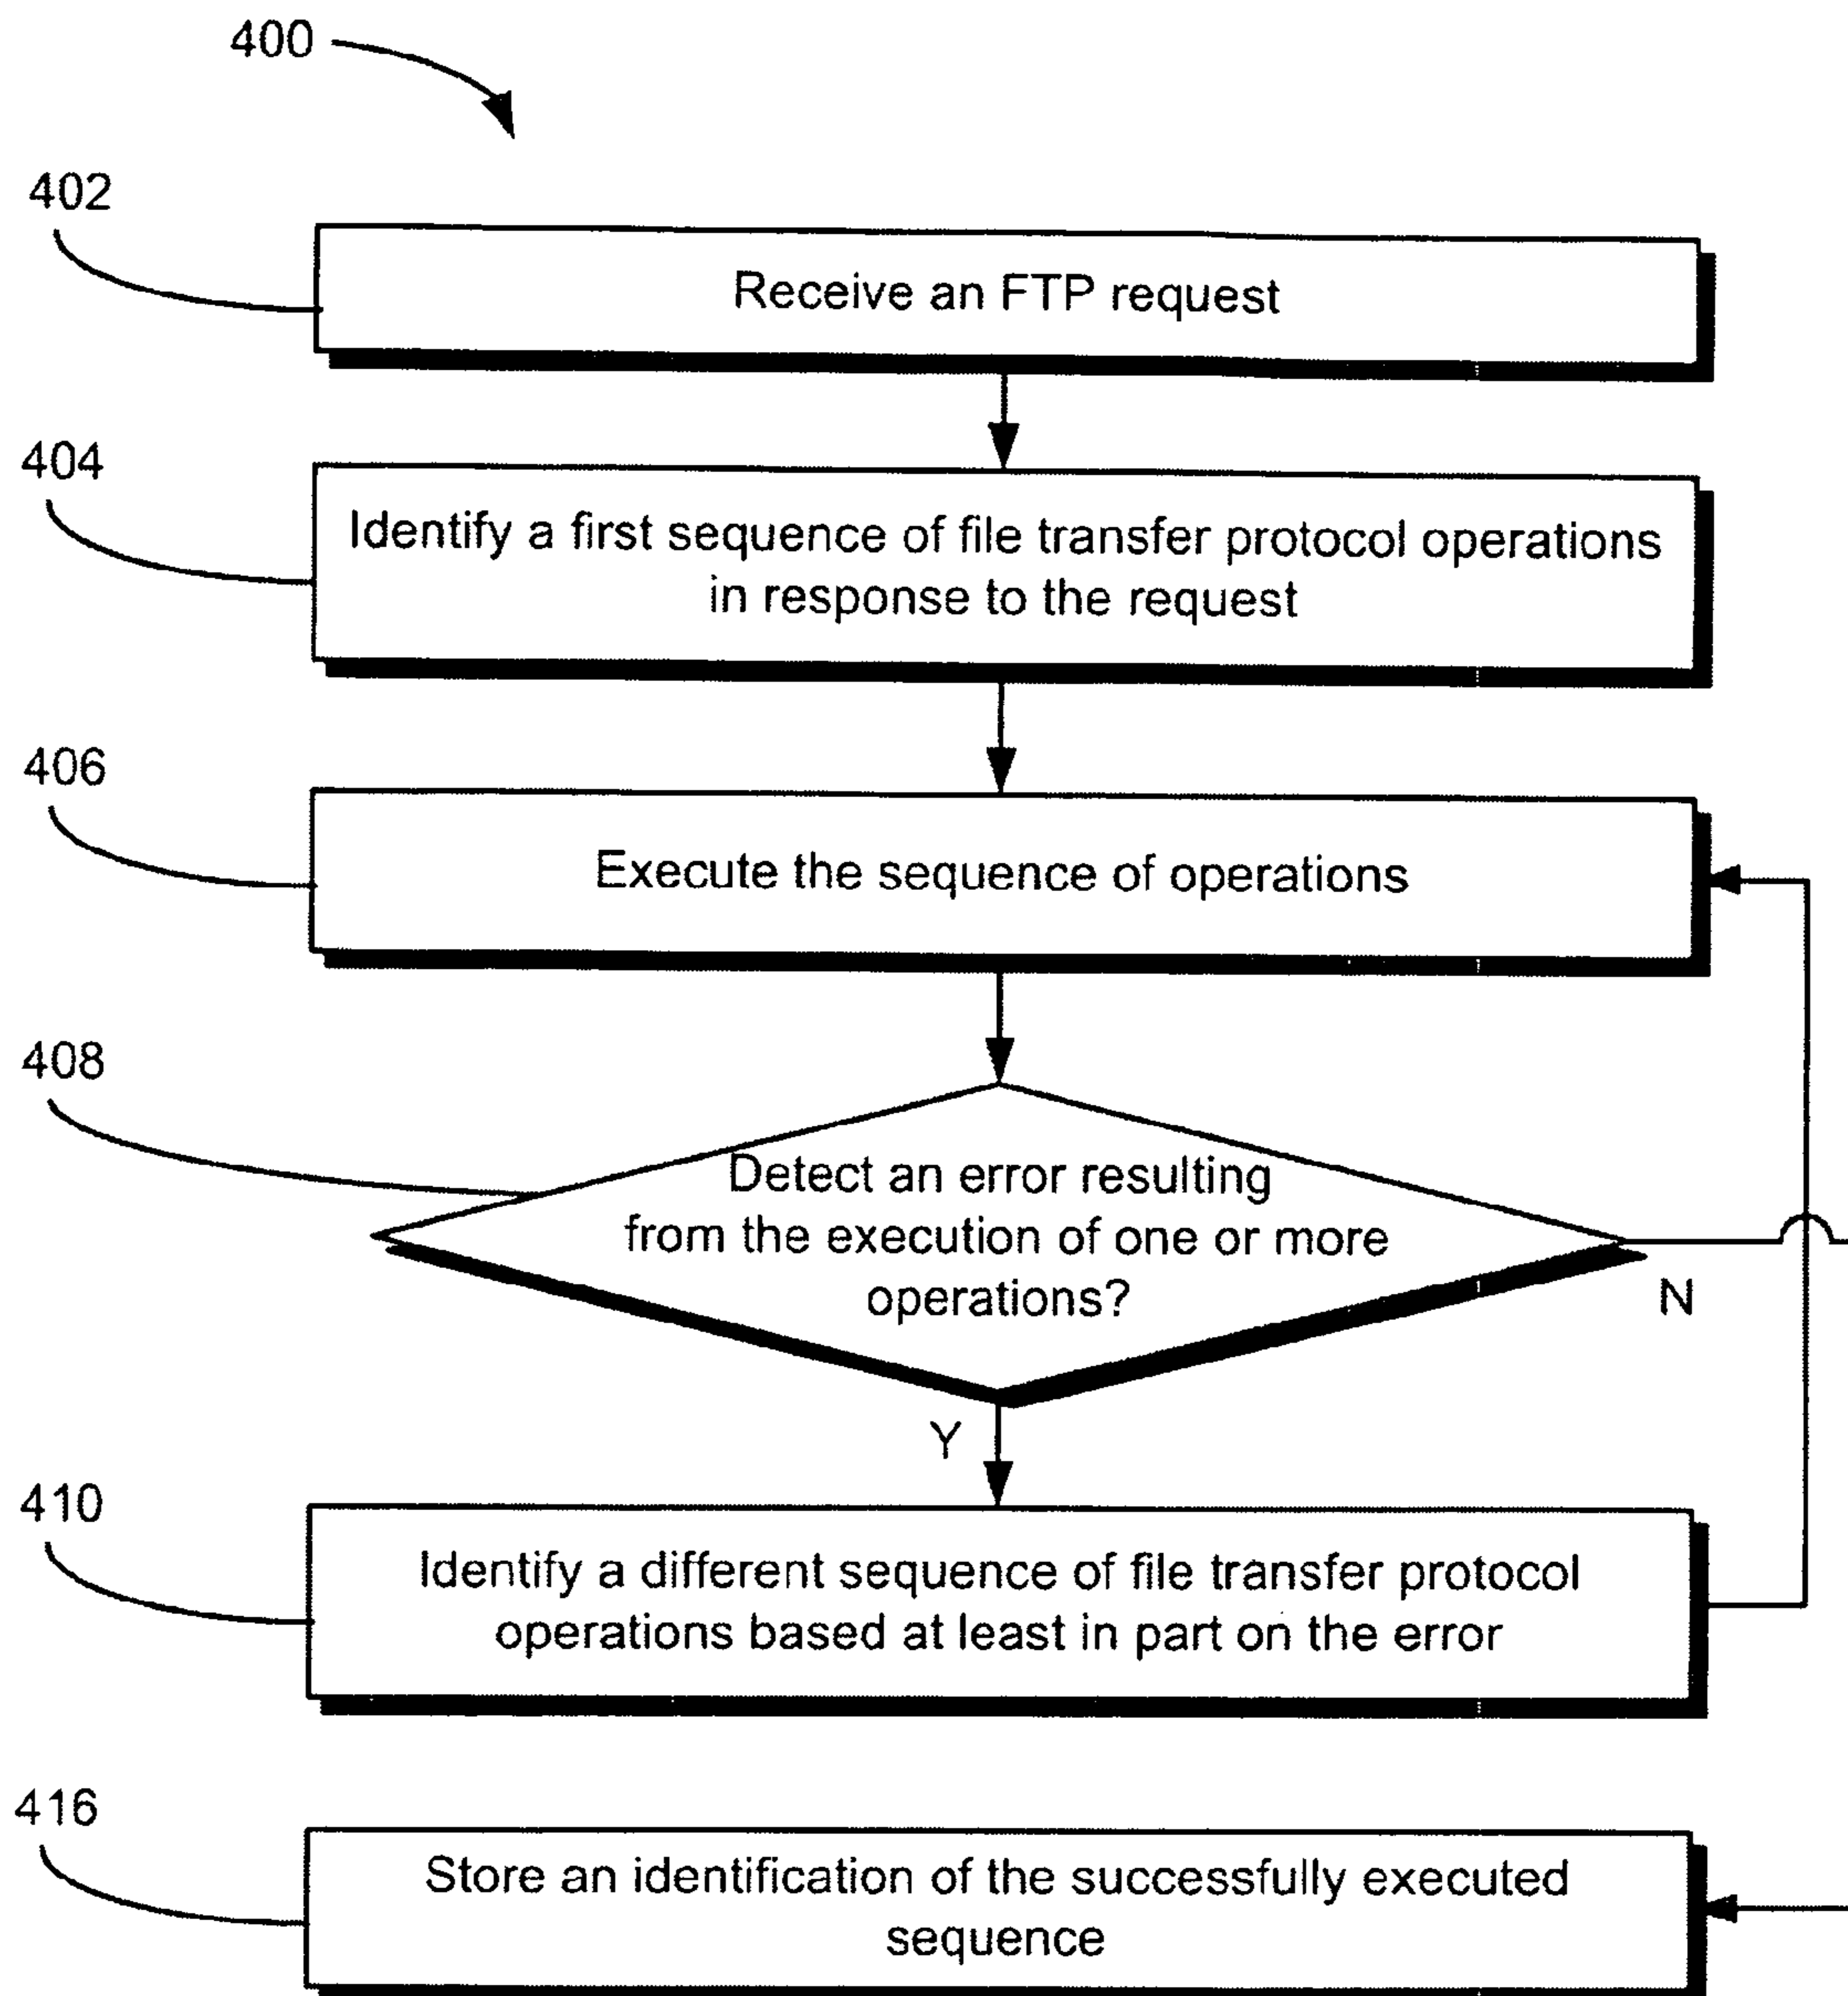 400
402
Receive an FTP request
404
Identify a first sequence of file transfer protocol operations
in response to the request
406
Execute the sequence of operations
408
Detect an error resulting
from the execution of one or more
operations?
N
Y
410
Identify a different sequence of file transfer protocol
operations based at least in part on the error
416
Store an identification of the successfully executed
sequence